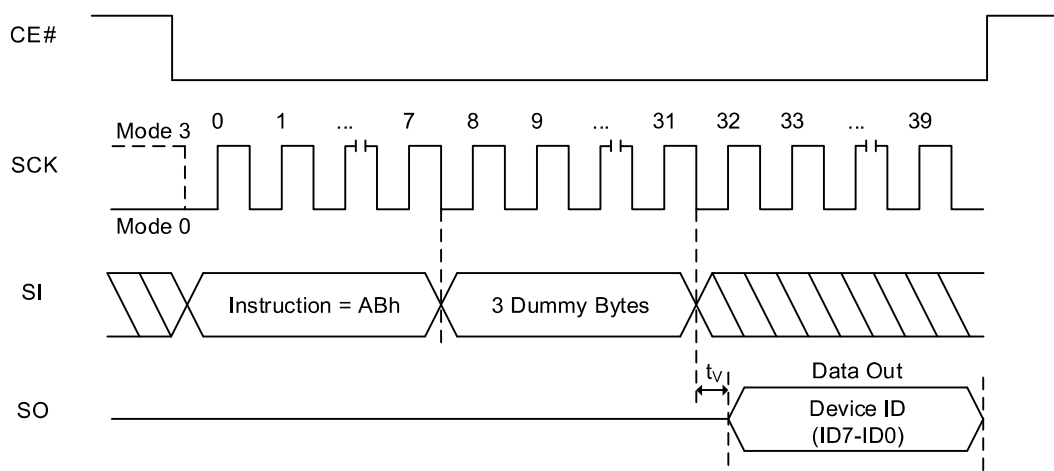 CE#
Mode 3
0 1 ... 7 8 9 ... 31 32 33 ... 39
SCK
Mode 0
SI
Instruction = ABh
3 Dummy Bytes
tV
Data Out
SO
Device ID
(ID7-ID0)